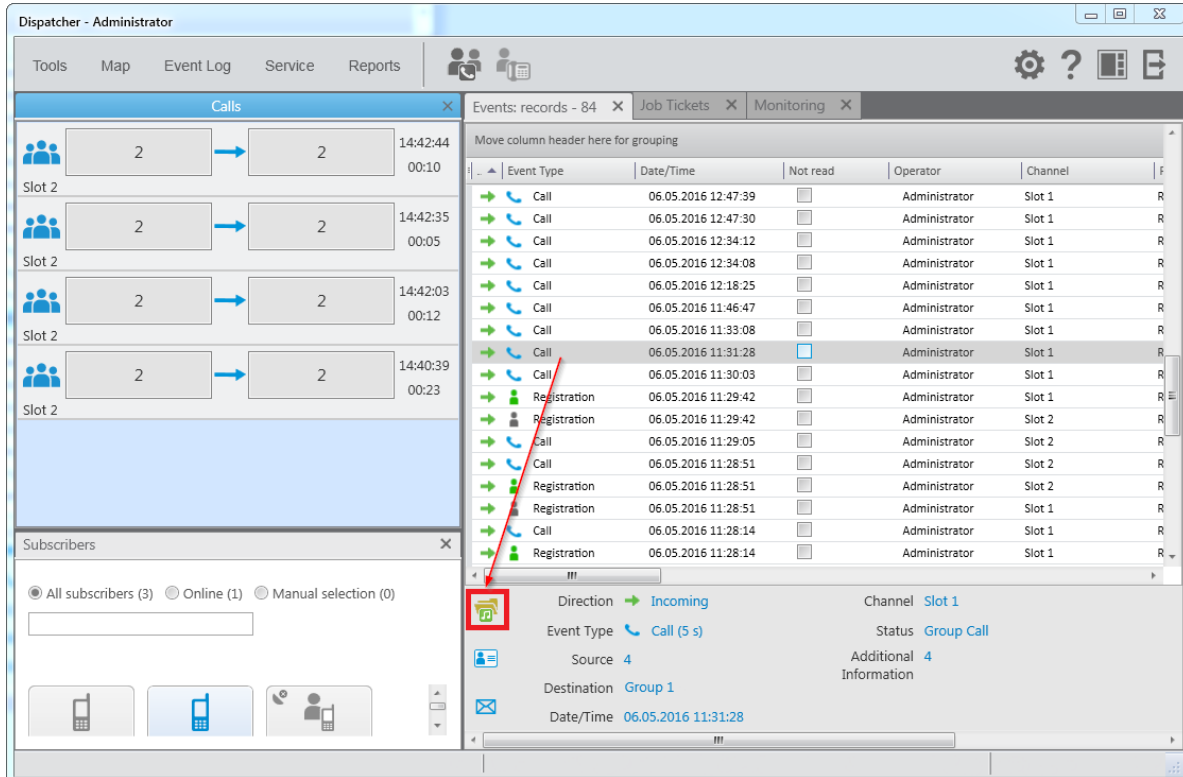 Dispatcher - Administrator
Tools Map Event Log Service Reports
Calls
2 2 14:42:44
00:10
Slot 2
2 2 14:42:35
00:05
Slot 2
2 2 14:42:03
00:12
Slot 2
2 2 14:40:39
00:23
Slot 2
Subscribers
All subscribers (3) Online (1) Manual selection (0)
Events: records - 84 Job Tickets Monitoring
Move column header here for grouping
Event Type Date/Time Not read Operator Channel
Call 06.05.2016 12:47:39 Administrator Slot 1 R
Call 06.05.2016 12:47:30 Administrator Slot 1 R
Call 06.05.2016 12:34:12 Administrator Slot 1 R
Call 06.05.2016 12:34:08 Administrator Slot 1 R
Call 06.05.2016 12:18:25 Administrator Slot 1 R
Call 06.05.2016 11:46:47 Administrator Slot 1 R
Call 06.05.2016 11:33:08 Administrator Slot 1 R
Call 06.05.2016 11:31:28 Administrator Slot 1 R
Call 06.05.2016 11:30:03 Administrator Slot 1 R
Registration 06.05.2016 11:29:42 Administrator Slot 1 R
Registration 06.05.2016 11:29:42 Administrator Slot 2 R
Call 06.05.2016 11:29:05 Administrator Slot 2 R
Call 06.05.2016 11:28:51 Administrator Slot 2 R
Registration 06.05.2016 11:28:51 Administrator Slot 2 R
Registration 06.05.2016 11:28:51 Administrator Slot 1 R
Call 06.05.2016 11:28:14 Administrator Slot 1 R
Registration 06.05.2016 11:28:14 Administrator Slot 1 R
Direction Incoming Channel Slot 1
Event Type Call (5 s) Status Group Call
Source 4 Additional Information 4
Destination Group 1
Date/Time 06.05.2016 11:31:28